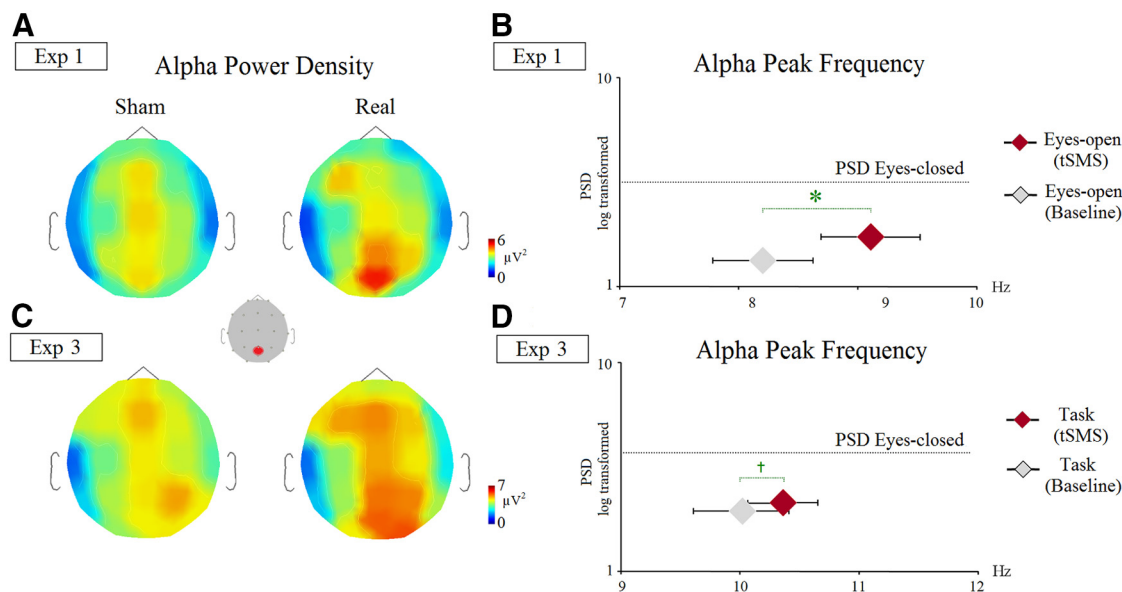 A
Exp 1
Alpha Power Density
Sham
Real
6
µV²
0
B
Exp 1
Alpha Peak Frequency
10
PSD
log transformed
1
PSD Eyes-closed
*
7
8
9
10
Hz
Eyes-open
(tSMS)
Eyes-open
(Baseline)
C
Exp 3
7
µV²
0
D
Exp 3
Alpha Peak Frequency
10
PSD
log transformed
1
PSD Eyes-closed
†
9
10
11
12
Hz
Task
(tSMS)
Task
(Baseline)